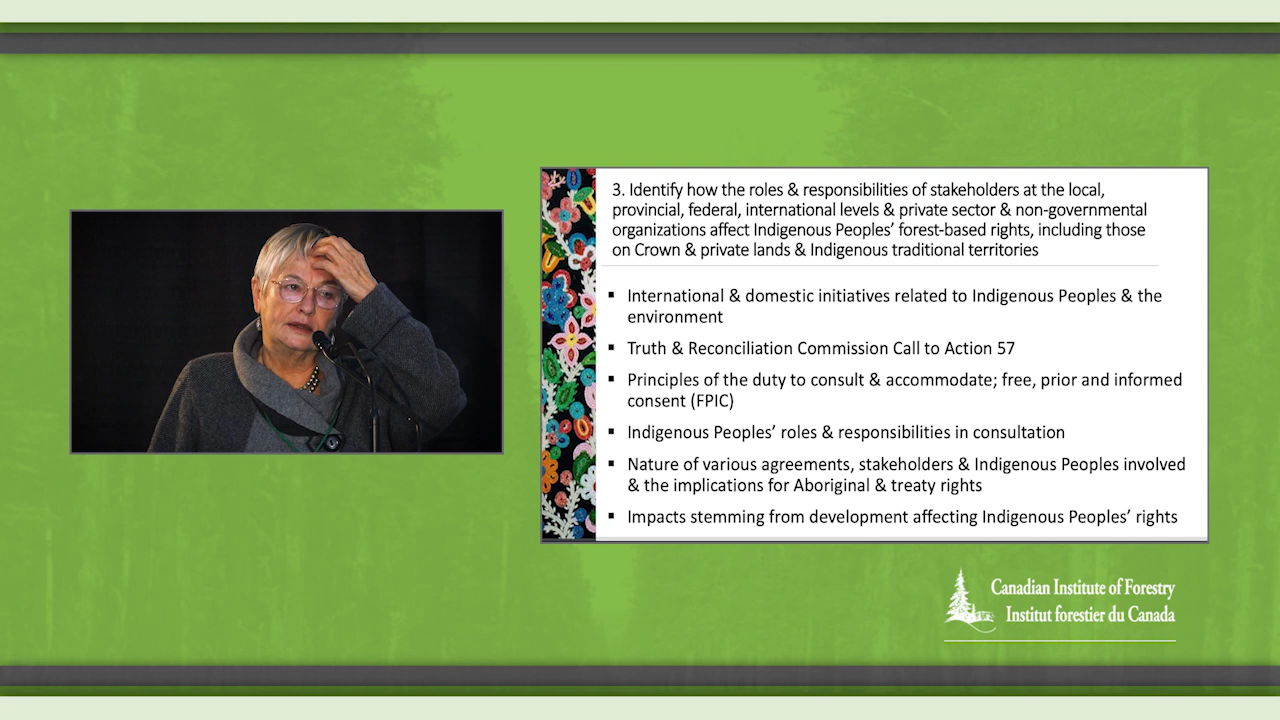 3. Identify how the roles & responsibilities of stakeholders at the local,
provincial, federal, international levels & private sector & non-governmental
organizations affect Indigenous Peoples’ forest-based rights, including those
on Crown & private lands & Indigenous traditional territories
▪ International & domestic initiatives related to Indigenous Peoples & the
environment
▪ Truth & Reconciliation Commission Call to Action 57
▪ Principles of the duty to consult & accommodate; free, prior and informed
consent (FPIC)
▪ Indigenous Peoples’ roles & responsibilities in consultation
▪ Nature of various agreements, stakeholders & Indigenous Peoples involved
& the implications for Aboriginal & treaty rights
▪ Impacts stemming from development affecting Indigenous Peoples’ rights
Canadian Institute of Forestry
Institut forestier du Canada